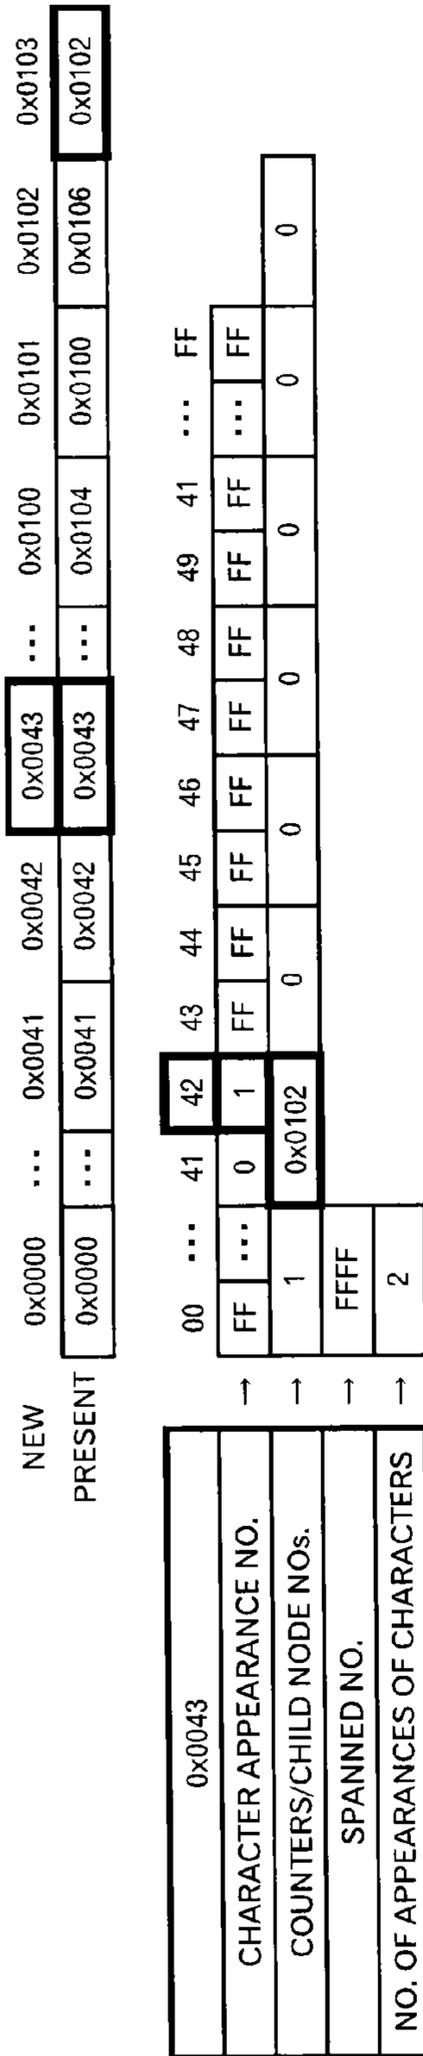 NEW 0x0000 ... 0x0041 0x0042 0x0043 ... 0x0100 0x0101 0x0102 0x0103
PRESENT 0x0000 ... 0x0041 0x0042 0x0043 ... 0x0104 0x0100 0x0106 0x0102
0x0043 00 ... 41 42 43 44 45 46 47 48 49 41 ... FF
CHARACTER APPEARANCE NO. → FF ... 0 1 FF FF FF FF FF FF FF FF ... FF
COUNTERS/CHILD NODE NOs. → 1 0x0102 0 0 0 0 0 0
SPANNED NO. → FFFF
NO. OF APPEARANCES OF CHARACTERS → 2